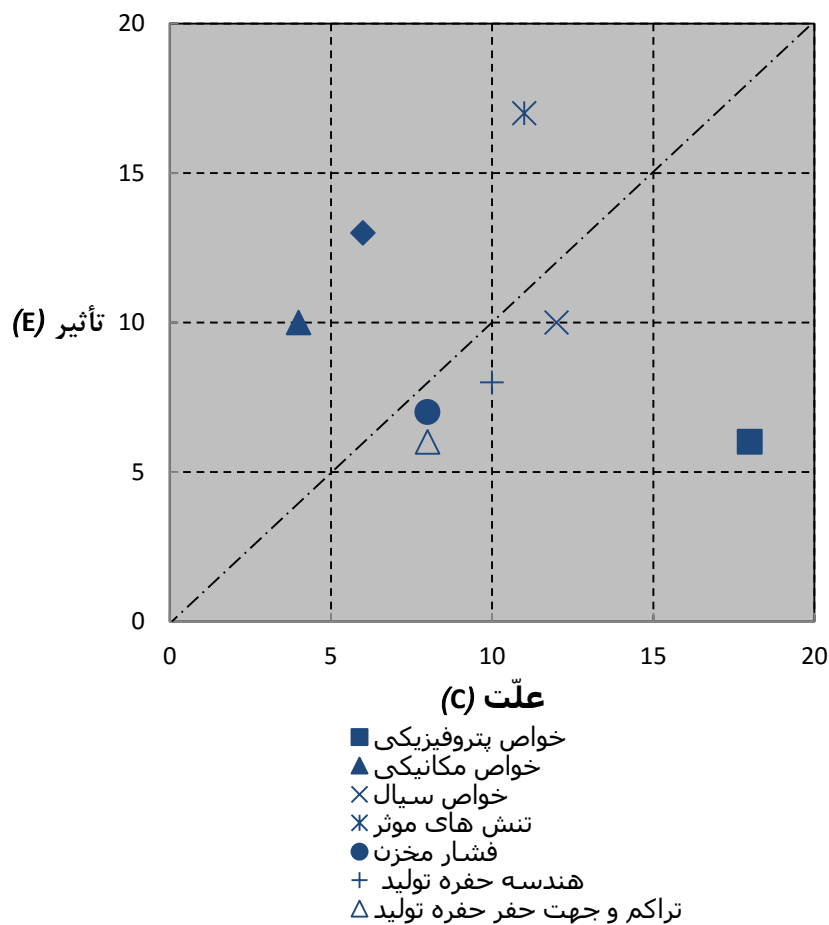 20
15
10
5
0
تأثیر (E)
0 5 10 15 20
علّت (C)
خواص پتروفیزیکی
خواص مکانیکی
خواص سیال
تنش های موثر
فشار مخزن
هندسه حفره تولید
تراکم و جهت حفر حفره تولید